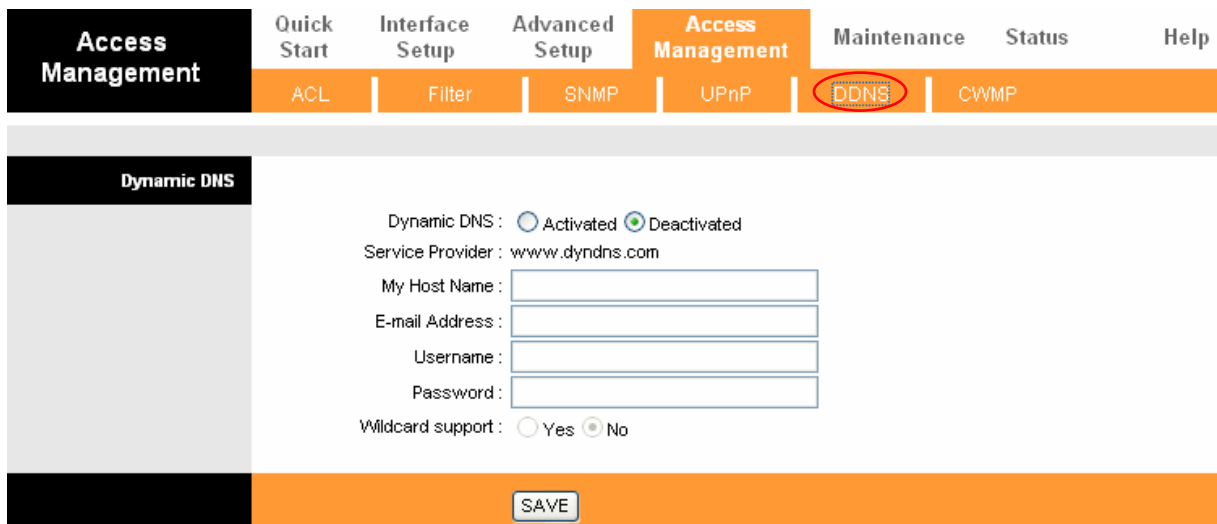 Access Management
Quick Start
Interface Setup
Advanced Setup
Access Management
Maintenance
Status
Help
ACL
Filter
SNMP
UPnP
DDNS
CWMP
Dynamic DNS
Dynamic DNS : Activated Deactivated
Service Provider : www.dyndns.com
My Host Name :
E-mail Address :
Username :
Password :
Wildcard support : Yes No
SAVE